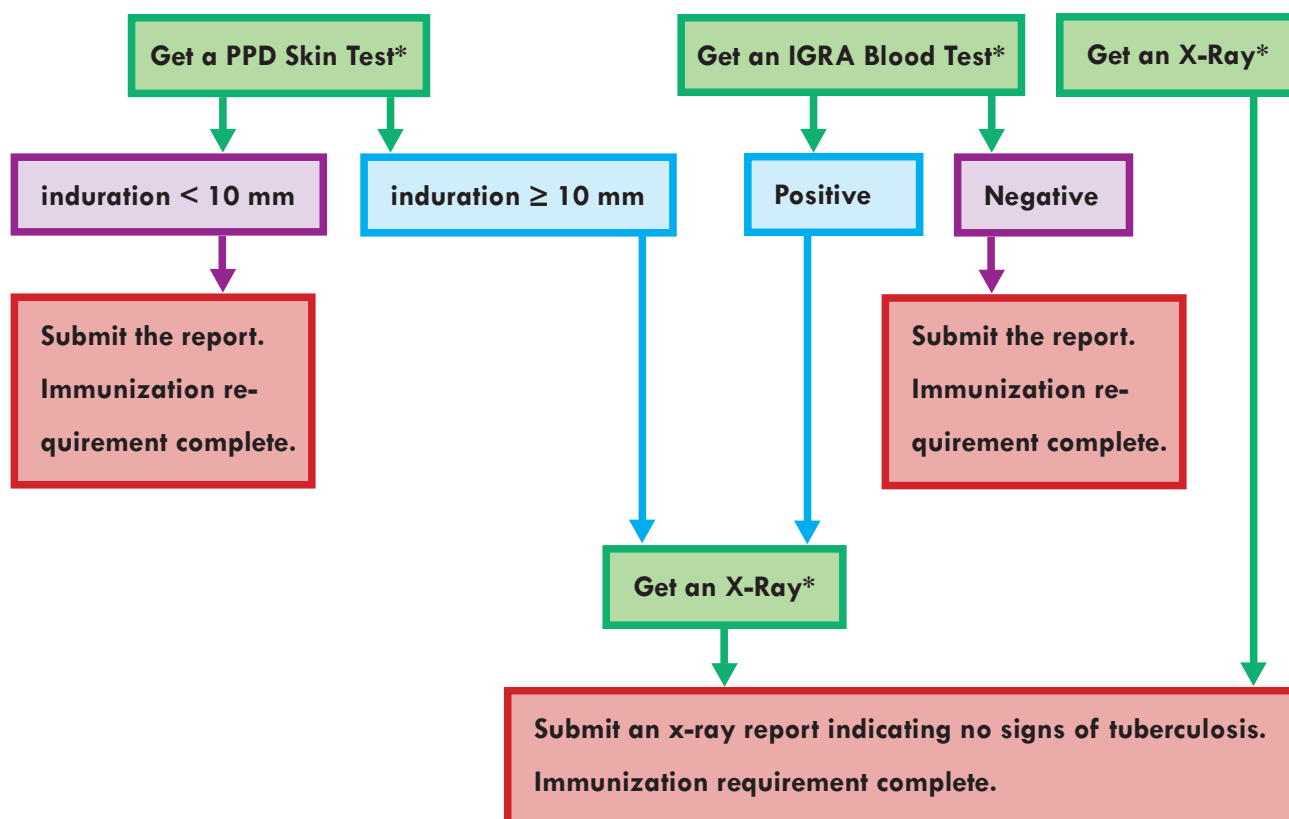 Get a PPD Skin Test*
Get an IGRA Blood Test*
Get an X-Ray*
induration < 10 mm
induration ≥ 10 mm
Positive
Negative
Submit the report.
Immunization re-
quirement complete.
Submit the report.
Immunization re-
quirement complete.
Get an X-Ray*
Submit an x-ray report indicating no signs of tuberculosis.
Immunization requirement complete.